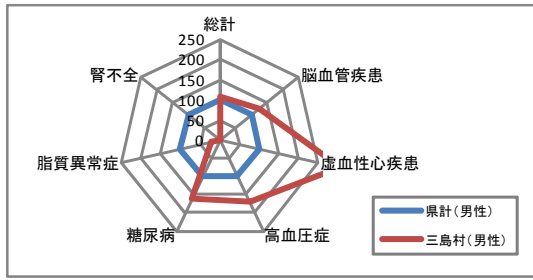 総計
250
200
150
100
50
0
腎不全
脳血管疾患
脂質異常症
虚血性心疾患
糖尿病
高血圧症
県計(男性)
三島村(男性)